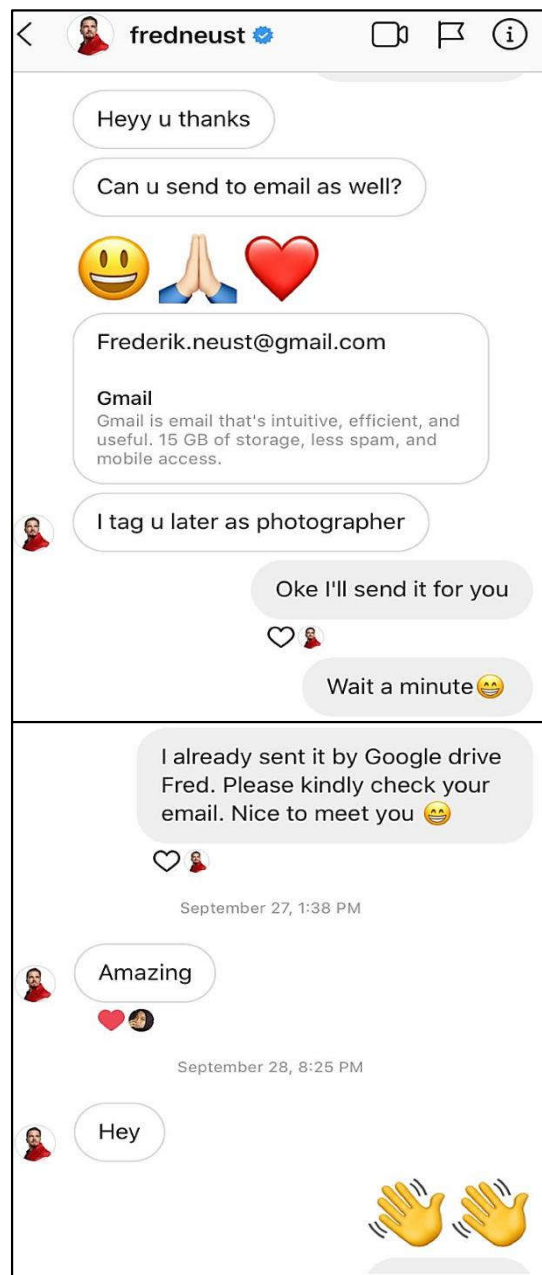 fredneust
Heyy u thanks
Can u send to email as well?
😃🙏🏻❤️
Frederik.neust@gmail.com
Gmail
Gmail is email that's intuitive, efficient, and
useful. 15 GB of storage, less spam, and
mobile access.
I tag u later as photographer
Oke I'll send it for you
Wait a minute😁
I already sent it by Google drive
Fred. Please kindly check your
email. Nice to meet you 😁
September 27, 1:38 PM
Amazing
September 28, 8:25 PM
Hey
👋👋